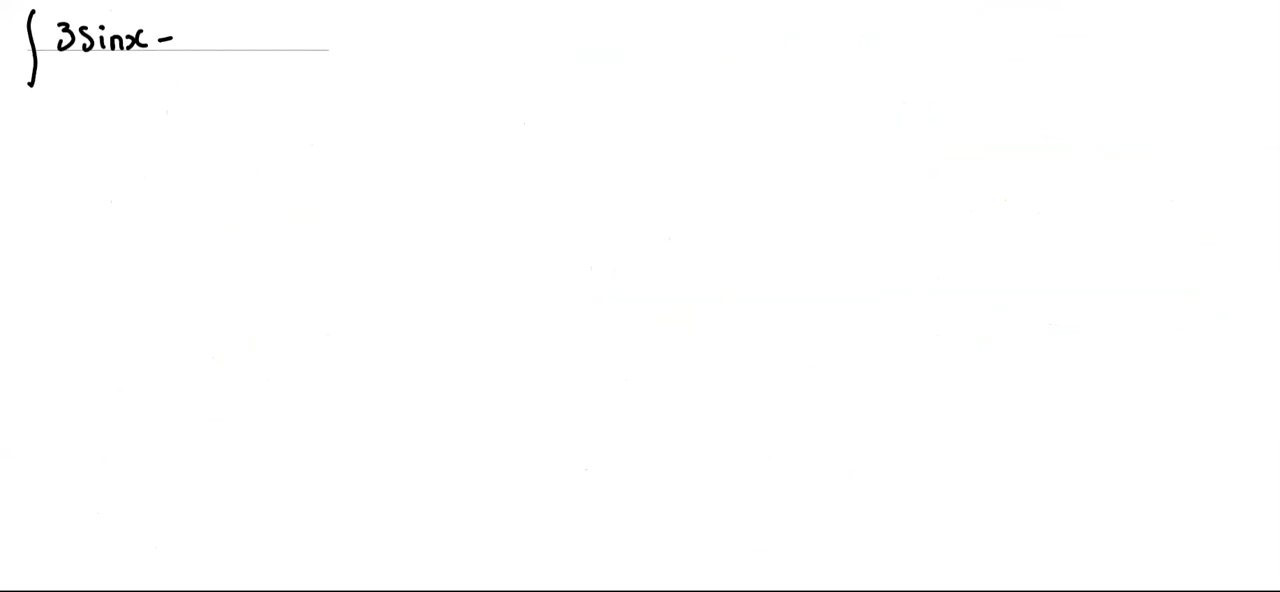 ∫ 3sinx -